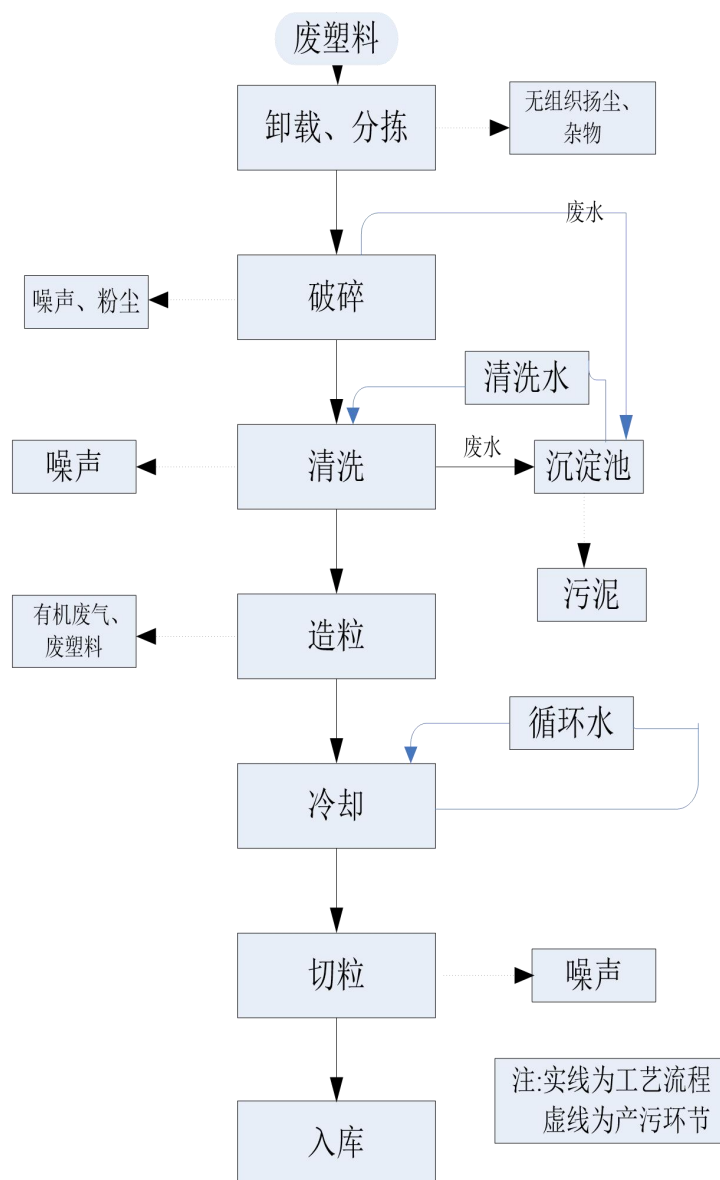 废塑料
卸载、分拣
无组织扬尘、
杂物
废水
破碎
噪声、粉尘
清洗水
噪声
清洗
废水
沉淀池
污泥
有机废气、
废塑料
造粒
循环水
冷却
切粒
噪声
注:实线为工艺流程
虚线为产污环节
入库